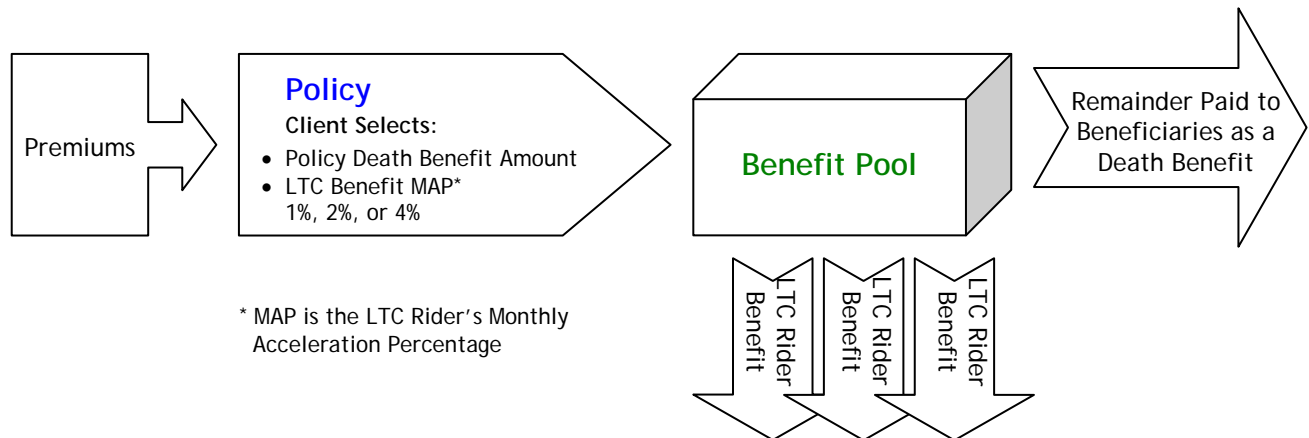 Premiums
Policy
Client Selects:
• Policy Death Benefit Amount
• LTC Benefit MAP*
1%, 2%, or 4%
* MAP is the LTC Rider's Monthly
Acceleration Percentage
Benefit Pool
LTC Rider
Benefit
LTC Rider
Benefit
LTC Rider
Benefit
Remainder Paid to
Beneficiaries as a
Death Benefit